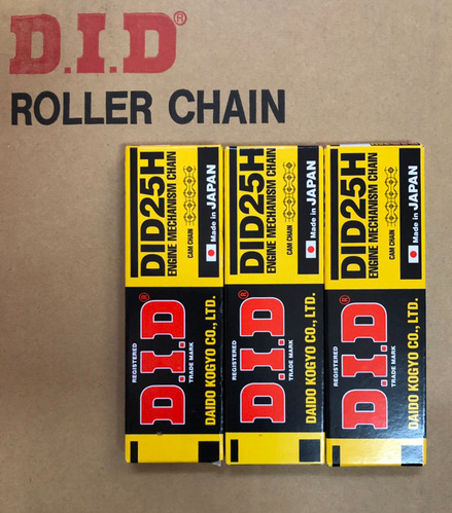 D.I.D®
ROLLER CHAIN
DID25H
ENGINE MECHANISM CHAIN
CAM CHAIN
Made in JAPAN
REGISTERED
D.I.D®
TRADE MARK
DAIDO KOGYO CO., LTD.
DID25H
ENGINE MECHANISM CHAIN
CAM CHAIN
Made in JAPAN
REGISTERED
D.I.D®
TRADE MARK
DAIDO KOGYO CO., LTD.
DID25H
ENGINE MECHANISM CHAIN
CAM CHAIN
Made in JAPAN
REGISTERED
D.I.D®
TRADE MARK
DAIDO KOGYO CO., LTD.